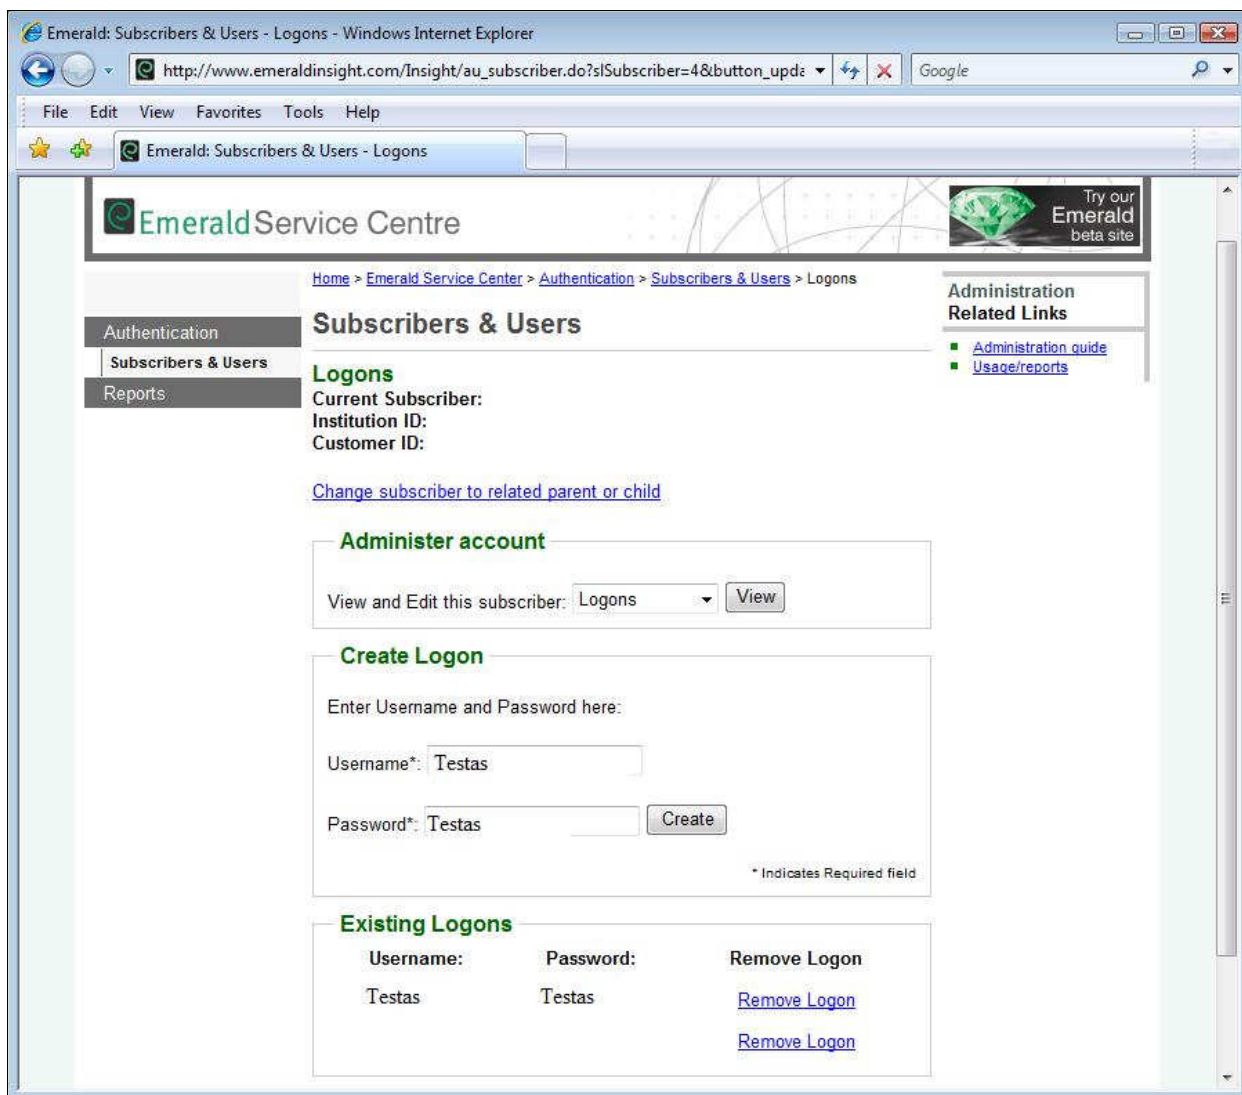 Emerald: Subscribers & Users - Logons - Windows Internet Explorer
http://www.emeraldinsight.com/Insight/au_subscriber.do?slSubscriber=4&button_upda
Google
File Edit View Favorites Tools Help
Emerald: Subscribers & Users - Logons
Emerald Service Centre
Try our
Emerald
beta site
Home > Emerald Service Center > Authentication > Subscribers & Users > Logons
Administration
Related Links
Administration guide
Usage/reports
Authentication
Subscribers & Users
Reports
Subscribers & Users
Logons
Current Subscriber:
Institution ID:
Customer ID:
Change subscriber to related parent or child
Administer account
View and Edit this subscriber: Logons View
Create Logon
Enter Username and Password here:
Username*: Testas
Password*: Testas Create
* Indicates Required field
Existing Logons
Username: Password: Remove Logon
Testas Testas Remove Logon
Remove Logon